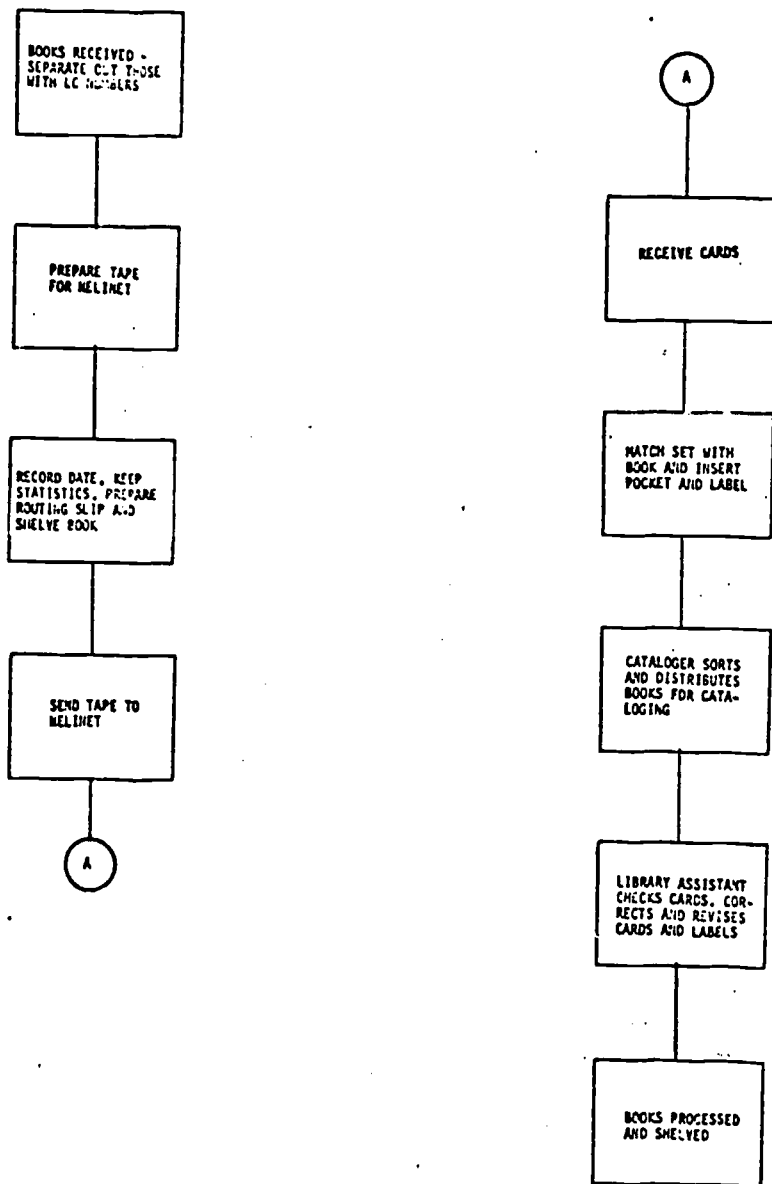 BOOKS RECEIVED -
SEPARATE OUT THOSE
WITH LC NUMBERS
PREPARE TAPE
FOR NELINET
RECORD DATE, KEEP
STATISTICS, PREPARE
ROUTING SLIP AND
SHELVE BOOK
SEND TAPE TO
NELINET
A
A
RECEIVE CARDS
MATCH SET WITH
BOOK AND INSERT
POCKET AND LABEL
CATALOGER SORTS
AND DISTRIBUTES
BOOKS FOR CATA-
LOGING
LIBRARY ASSISTANT
CHECKS CARDS, COR-
RECTS AND REVISES
CARDS AND LABELS
BOOKS PROCESSED
AND SHELVED